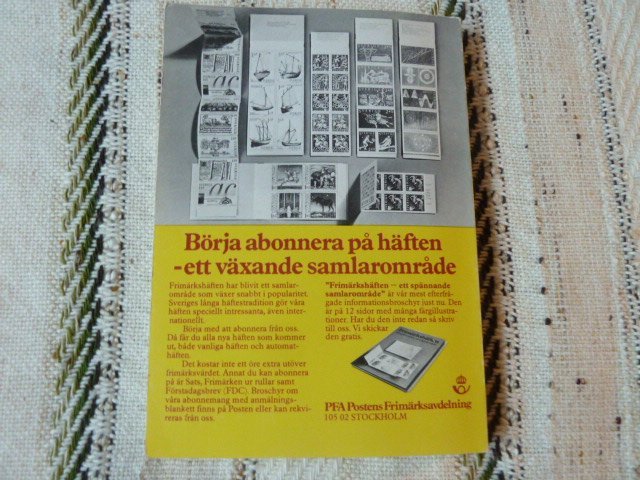 Börja abonnera på häften
-ett växande samlarområde
Frimärkshäften har blivit ett samlar-
område som växer snabbt i popularitet.
Sveriges långa häftestradition gör våra
häften speciellt intressanta, även inter-
nationellt.
Börja med att abonnera från oss.
Då får du alla nya häften som kommer
ut, både vanliga häften och automat-
häften.
Det kostar inte ett öre extra utöver
frimärksvärdet. Annat du kan abonnera
på är Sats, Frimärken ur rullar samt
Förstadagsbrev (FDC). Broschyr om
våra abonnemang med anmälnings-
blankett finns på Posten eller kan rekvi-
reras från oss.
"Frimärkshäften – ett spännande
samlarområde" är vår mest efterfrå-
gade informationsbroschyr just nu. Den
är på 12 sidor med många färgillustra-
tioner. Har du den inte redan så skriv
till oss. Vi skickar
den gratis.
PFA Postens Frimärksavdelning
105 02 STOCKHOLM